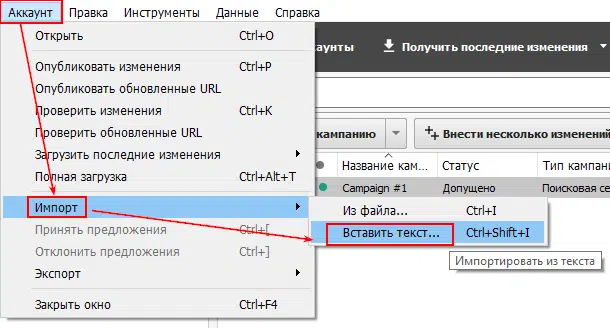 Аккаунт Правка Инструменты Данные Справка
Открыть Ctrl+O
Опубликовать изменения Ctrl+P
Опубликовать обновленные URL
Проверить изменения Ctrl+K
Проверить обновленные URL
Загрузить последние изменения
Полная загрузка Ctrl+Alt+T
Импорт
Принять предложения Ctrl+[
Отклонить предложения Ctrl+]
Экспорт
Закрыть окно Ctrl+F4
Получить последние изменения
кампанию Внести несколько изменений
Название кам... Статус Тип кампан
Campaign #1 Допущено Поисковая се
Из файла... Ctrl+I
Вставить текст... Ctrl+Shift+I
Импортировать из текста